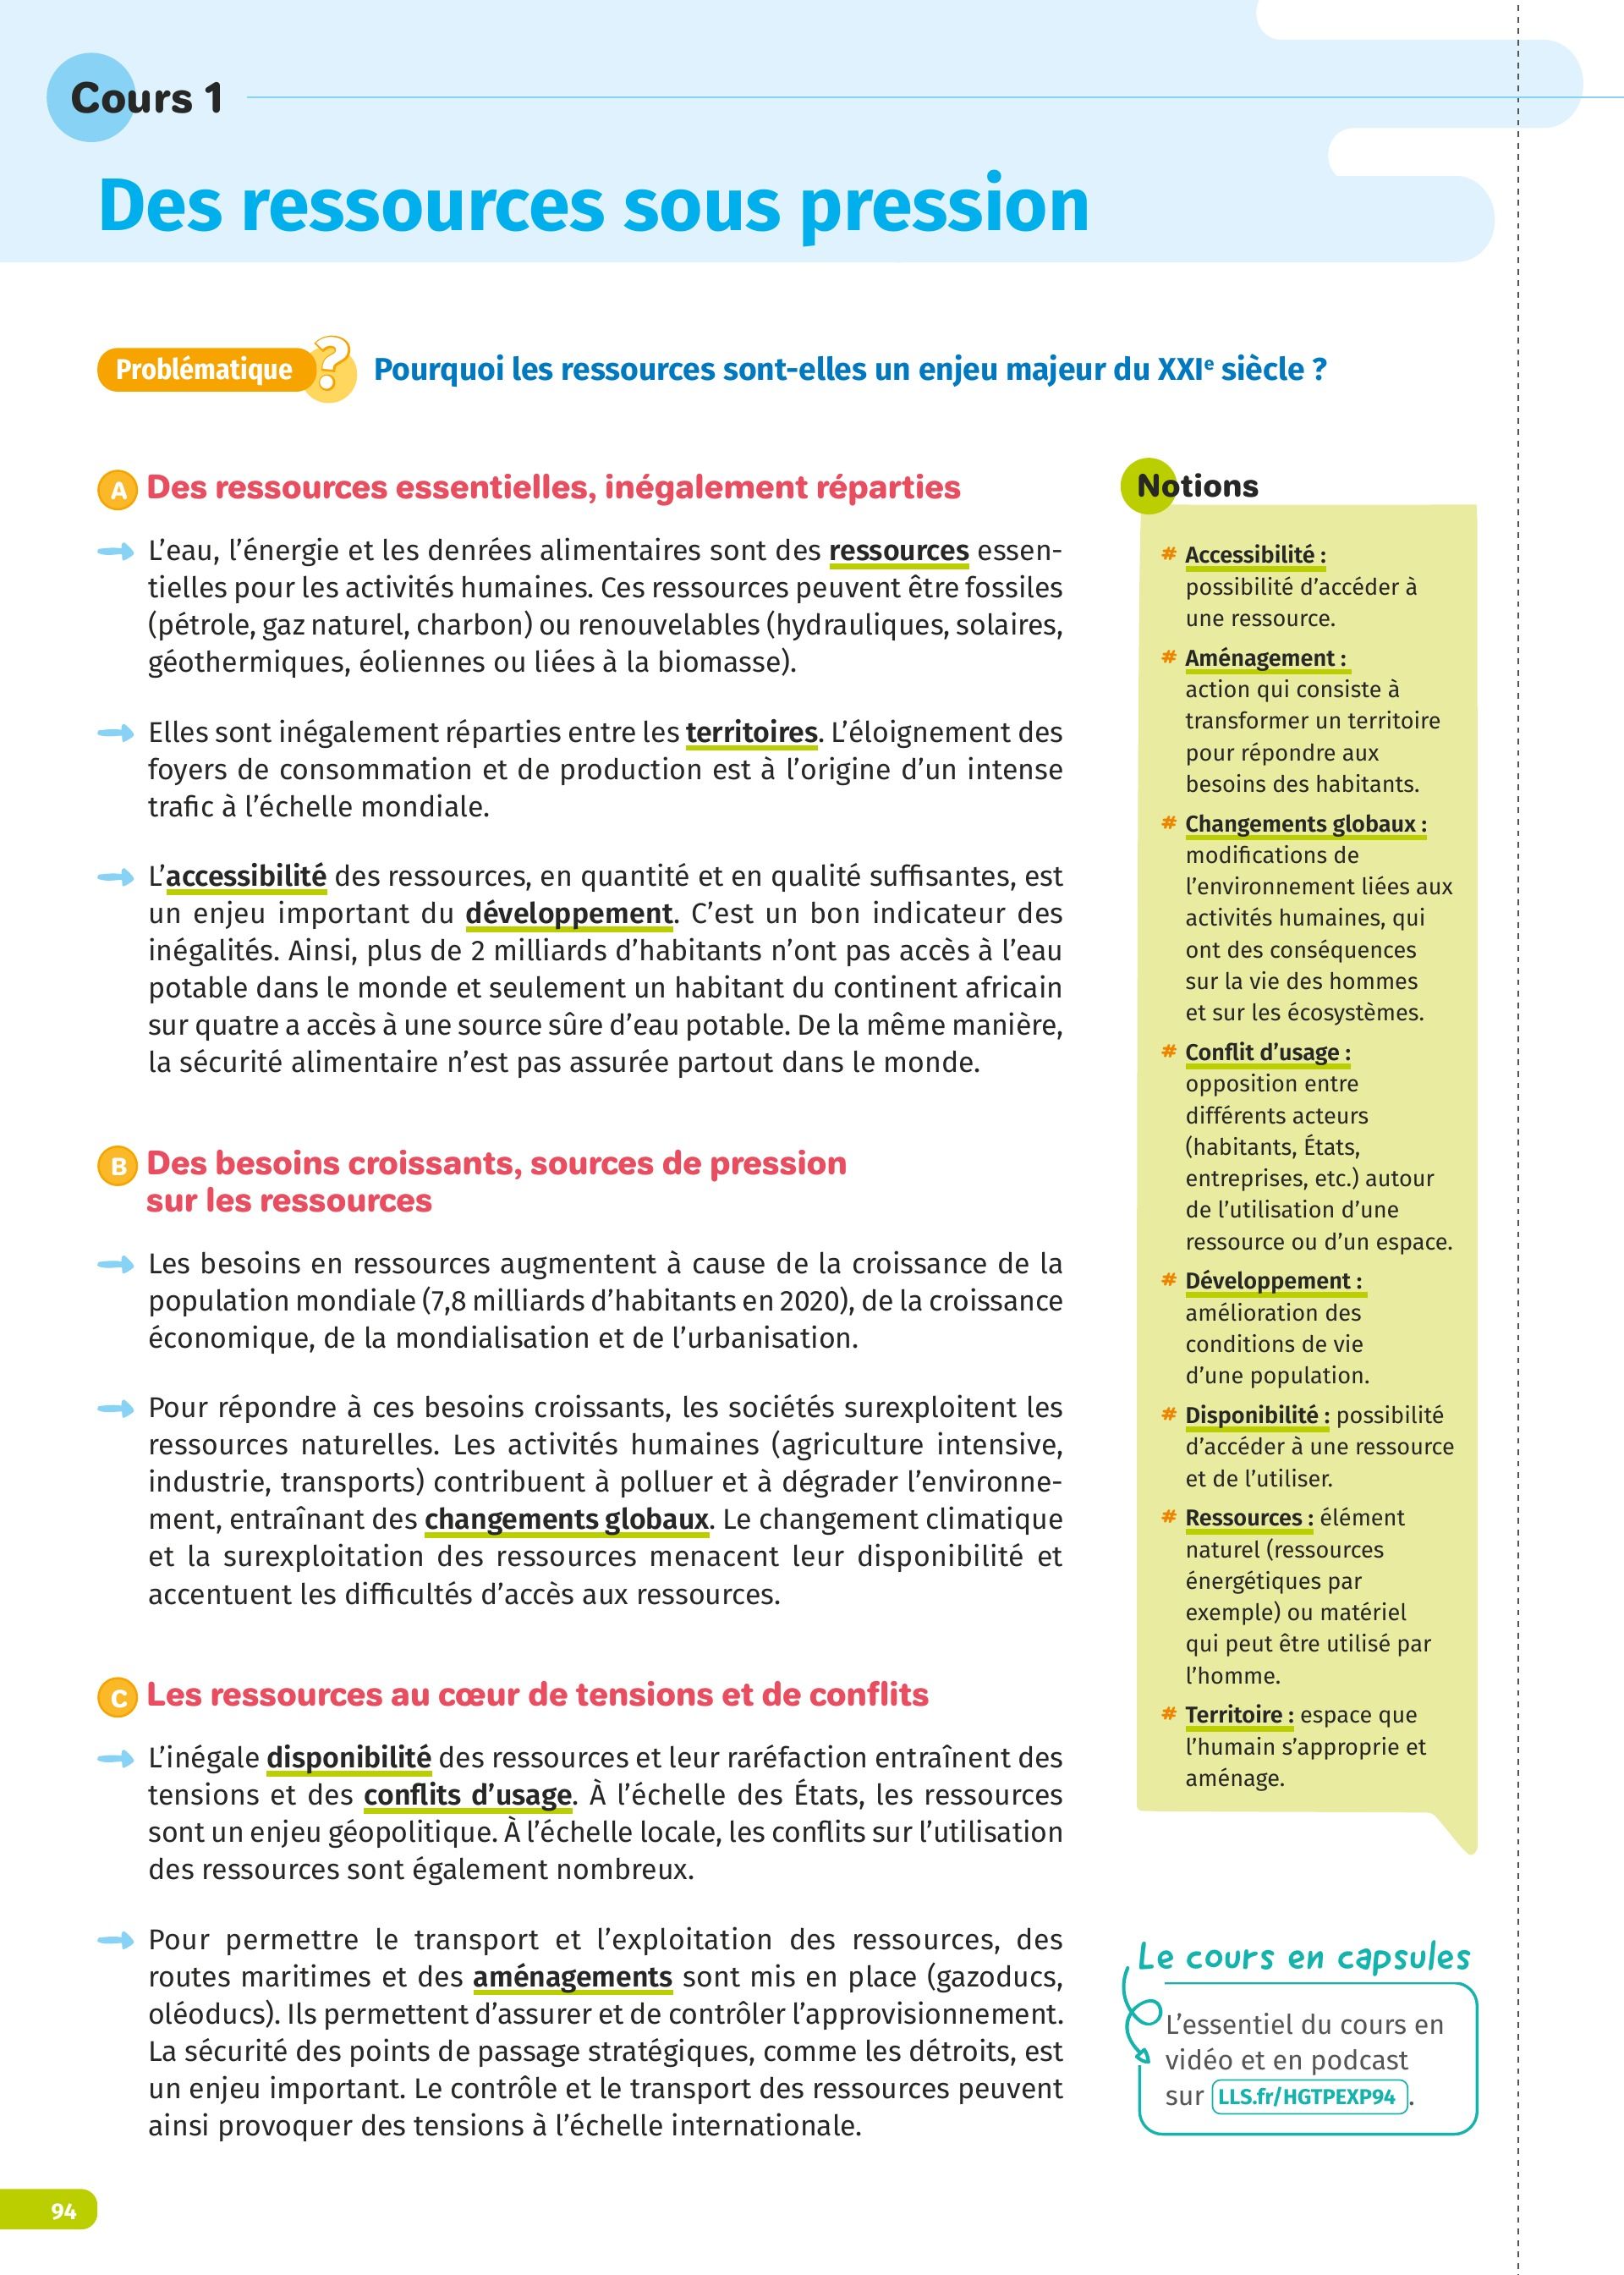 Cours 1
Des ressources sous pression
Problématique ? Pourquoi les ressources sont-elles un enjeu majeur du XXIe siècle ?
A Des ressources essentielles, inégalement réparties
L’eau, l’énergie et les denrées alimentaires sont des ressources essen-
tielles pour les activités humaines. Ces ressources peuvent être fossiles
(pétrole, gaz naturel, charbon) ou renouvelables (hydrauliques, solaires,
géothermiques, éoliennes ou liées à la biomasse).
Elles sont inégalement réparties entre les territoires. L’éloignement des
foyers de consommation et de production est à l’origine d’un intense
trafic à l’échelle mondiale.
L’accessibilité des ressources, en quantité et en qualité suffisantes, est
un enjeu important du développement. C’est un bon indicateur des
inégalités. Ainsi, plus de 2 milliards d’habitants n’ont pas accès à l’eau
potable dans le monde et seulement un habitant du continent africain
sur quatre a accès à une source sûre d’eau potable. De la même manière,
la sécurité alimentaire n’est pas assurée partout dans le monde.
B Des besoins croissants, sources de pression
sur les ressources
Les besoins en ressources augmentent à cause de la croissance de la
population mondiale (7,8 milliards d’habitants en 2020), de la croissance
économique, de la mondialisation et de l’urbanisation.
Pour répondre à ces besoins croissants, les sociétés surexploitent les
ressources naturelles. Les activités humaines (agriculture intensive,
industrie, transports) contribuent à polluer et à dégrader l’environne-
ment, entraînant des changements globaux. Le changement climatique
et la surexploitation des ressources menacent leur disponibilité et
accentuent les difficultés d’accès aux ressources.
C Les ressources au cœur de tensions et de conflits
L’inégale disponibilité des ressources et leur raréfaction entraînent des
tensions et des conflits d’usage. À l’échelle des États, les ressources
sont un enjeu géopolitique. À l’échelle locale, les conflits sur l’utilisation
des ressources sont également nombreux.
Pour permettre le transport et l’exploitation des ressources, des
routes maritimes et des aménagements sont mis en place (gazoducs,
oléoducs). Ils permettent d’assurer et de contrôler l’approvisionnement.
La sécurité des points de passage stratégiques, comme les détroits, est
un enjeu important. Le contrôle et le transport des ressources peuvent
ainsi provoquer des tensions à l’échelle internationale.
Notions
# Accessibilité :
possibilité d’accéder à
une ressource.
# Aménagement :
action qui consiste à
transformer un territoire
pour répondre aux
besoins des habitants.
# Changements globaux :
modifications de
l’environnement liées aux
activités humaines, qui
ont des conséquences
sur la vie des hommes
et sur les écosystèmes.
# Conflit d’usage :
opposition entre
différents acteurs
(habitants, États,
entreprises, etc.) autour
de l’utilisation d’une
ressource ou d’un espace.
# Développement :
amélioration des
conditions de vie
d’une population.
# Disponibilité : possibilité
d’accéder à une ressource
et de l’utiliser.
# Ressources : élément
naturel (ressources
énergétiques par
exemple) ou matériel
qui peut être utilisé par
l’homme.
# Territoire : espace que
l’humain s’approprie et
aménage.
Le cours en capsules
L’essentiel du cours en
vidéo et en podcast
sur LLS.fr/HGTPEXP94 .
94